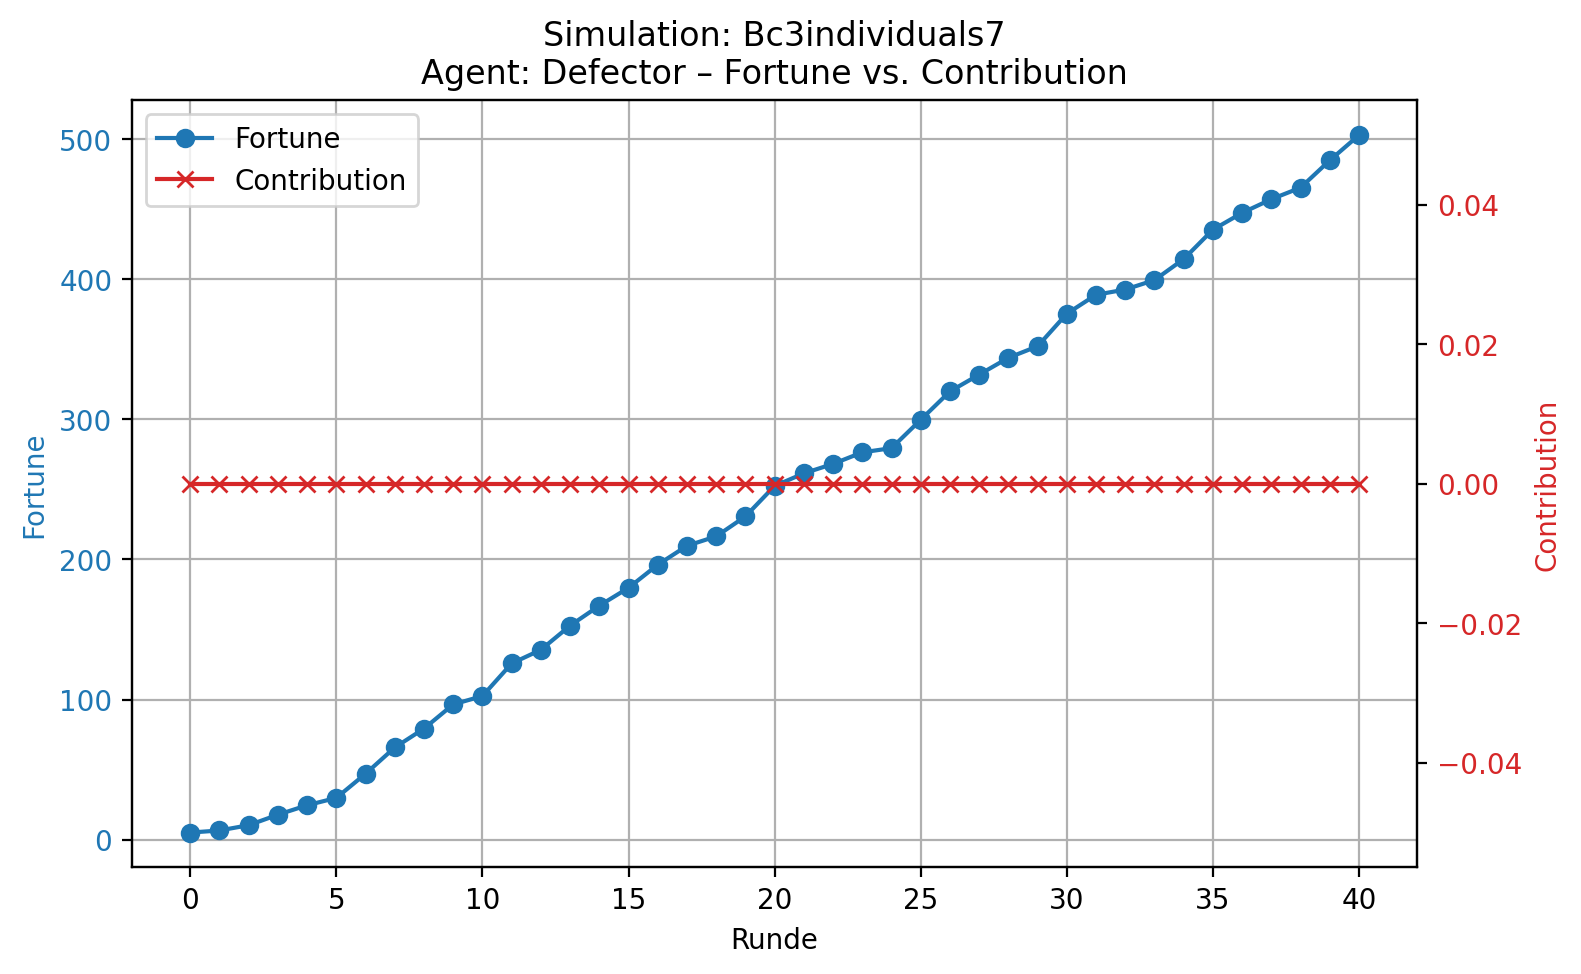 Simulation: Bc3individuals7
Agent: Defector – Fortune vs. Contribution
Fortune
Contribution
500
400
300
200
100
0
Fortune
0.04
0.02
0.00
−0.02
−0.04
Contribution
0 5 10 15 20 25 30 35 40
Runde